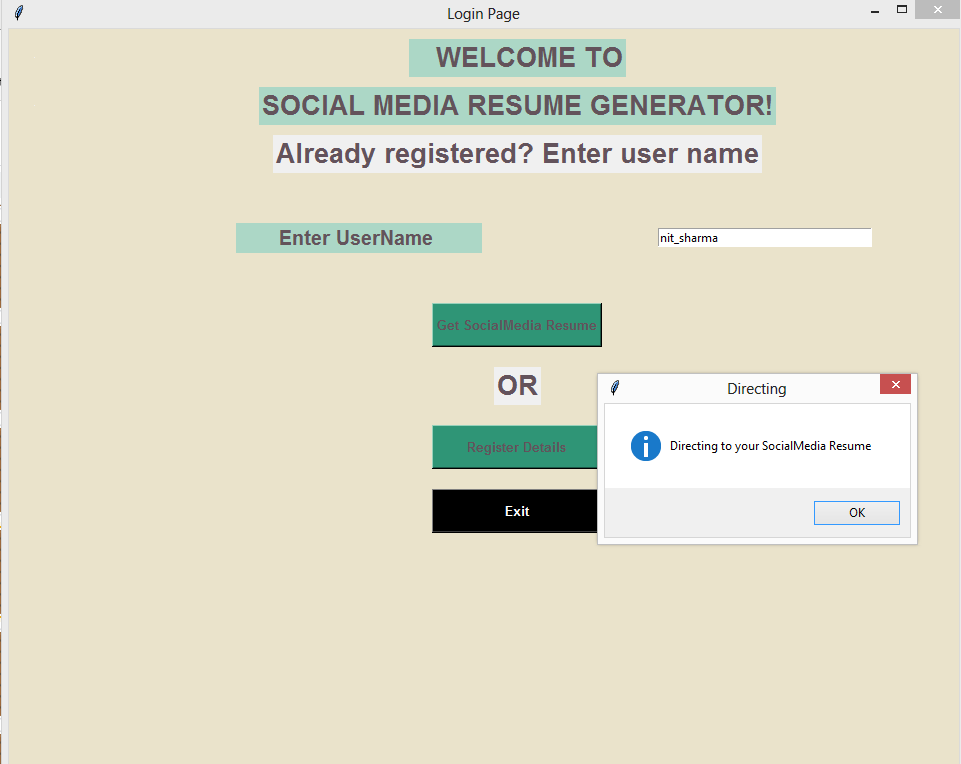 Login Page
WELCOME TO
SOCIAL MEDIA RESUME GENERATOR!
Already registered? Enter user name
Enter UserName
nit_sharma
Get SocialMedia Resume
OR
Register Details
Exit
Directing
Directing to your SocialMedia Resume
OK